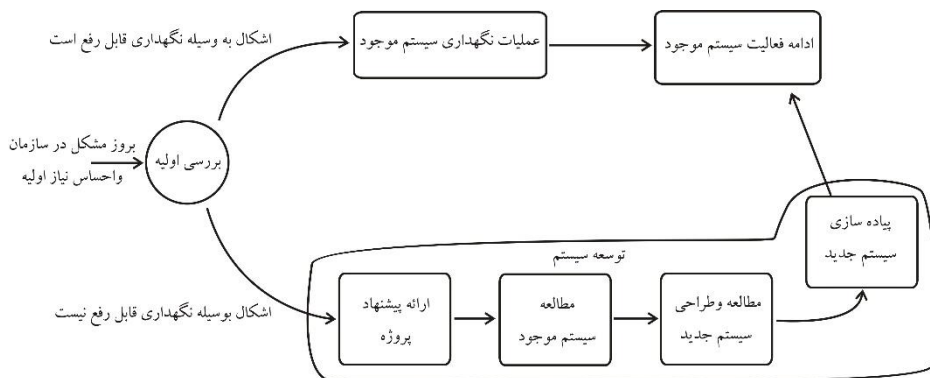 اشکال به وسیله نگهداری قابل رفع است
عملیات نگهداری سیستم موجود
ادامه فعالیت سیستم موجود
بروز مشکل در سازمان
واحساس نیاز اولیه
بررسی اولیه
اشکال بوسیله نگهداری قابل رفع نیست
توسعه سیستم
ارائه پیشنهاد
پروژه
مطالعه
سیستم موجود
مطالعه وطراحی
سیستم جدید
پیاده سازی
سیستم جدید